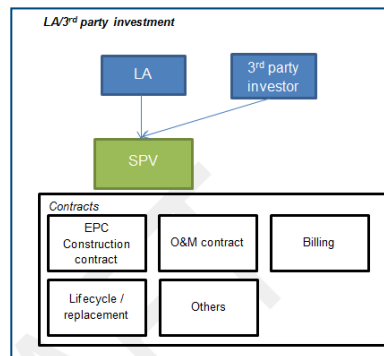 LA/3rd party investment
LA
3rd party
investor
SPV
Contracts
EPC
Construction
contract
O&M contract
Billing
Lifecycle /
replacement
Others